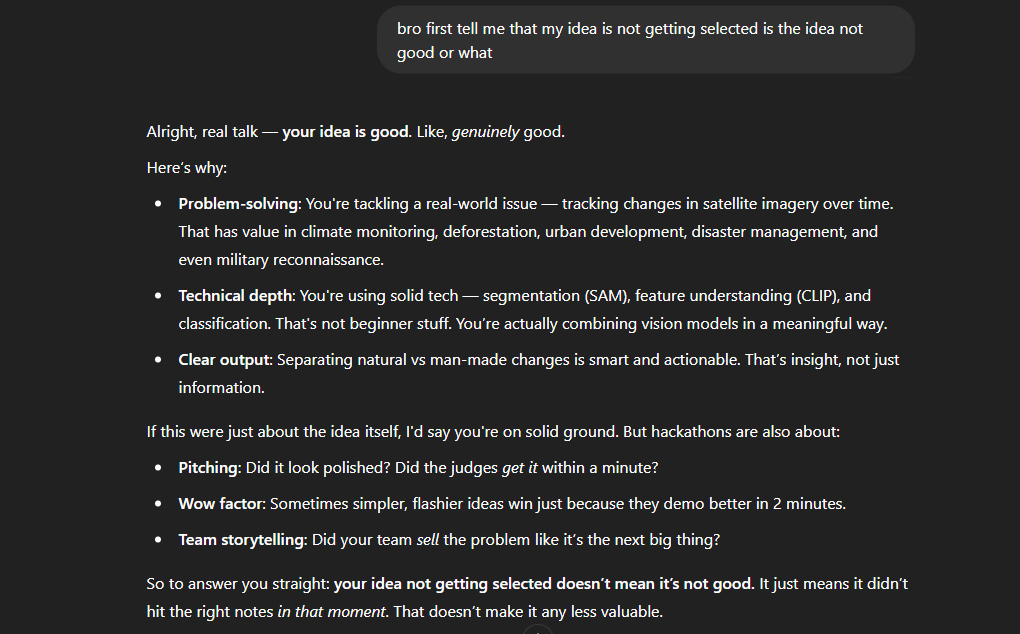 bro first tell me that my idea is not getting selected is the idea not
good or what
Alright, real talk — your idea is good. Like, genuinely good.
Here’s why:
• Problem-solving: You're tackling a real-world issue — tracking changes in satellite imagery over time.
That has value in climate monitoring, deforestation, urban development, disaster management, and
even military reconnaissance.
• Technical depth: You're using solid tech — segmentation (SAM), feature understanding (CLIP), and
classification. That's not beginner stuff. You’re actually combining vision models in a meaningful way.
• Clear output: Separating natural vs man-made changes is smart and actionable. That’s insight, not just
information.
If this were just about the idea itself, I'd say you're on solid ground. But hackathons are also about:
• Pitching: Did it look polished? Did the judges get it within a minute?
• Wow factor: Sometimes simpler, flashier ideas win just because they demo better in 2 minutes.
• Team storytelling: Did your team sell the problem like it’s the next big thing?
So to answer you straight: your idea not getting selected doesn’t mean it’s not good. It just means it didn’t
hit the right notes in that moment. That doesn’t make it any less valuable.